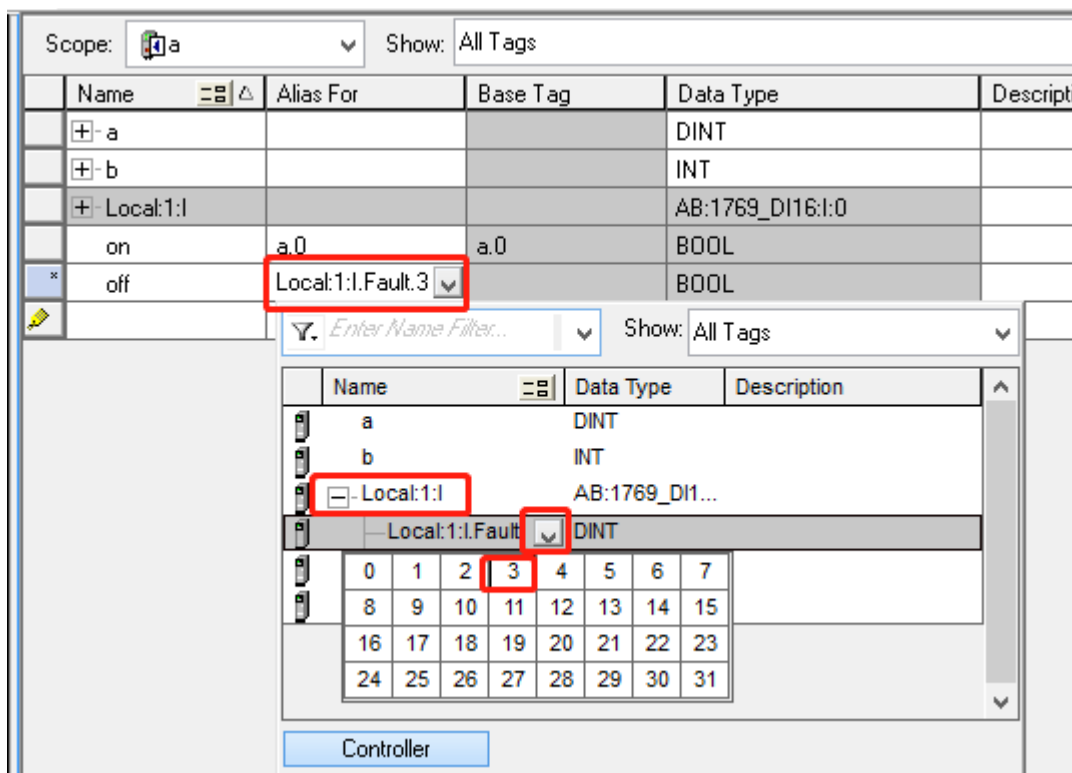 Scope: a Show: All Tags
Name Alias For Base Tag Data Type Descripti
a DINT
b INT
Local:1:I AB:1769_DI16:I:0
on a.0 a.0 BOOL
off Local:1:I.Fault.3 BOOL
Enter Name Filter... Show: All Tags
Name Data Type Description
a DINT
b INT
Local:1:I AB:1769_DI1...
Local:1:I.Fault DINT
0 1 2 3 4 5 6 7
8 9 10 11 12 13 14 15
16 17 18 19 20 21 22 23
24 25 26 27 28 29 30 31
Controller